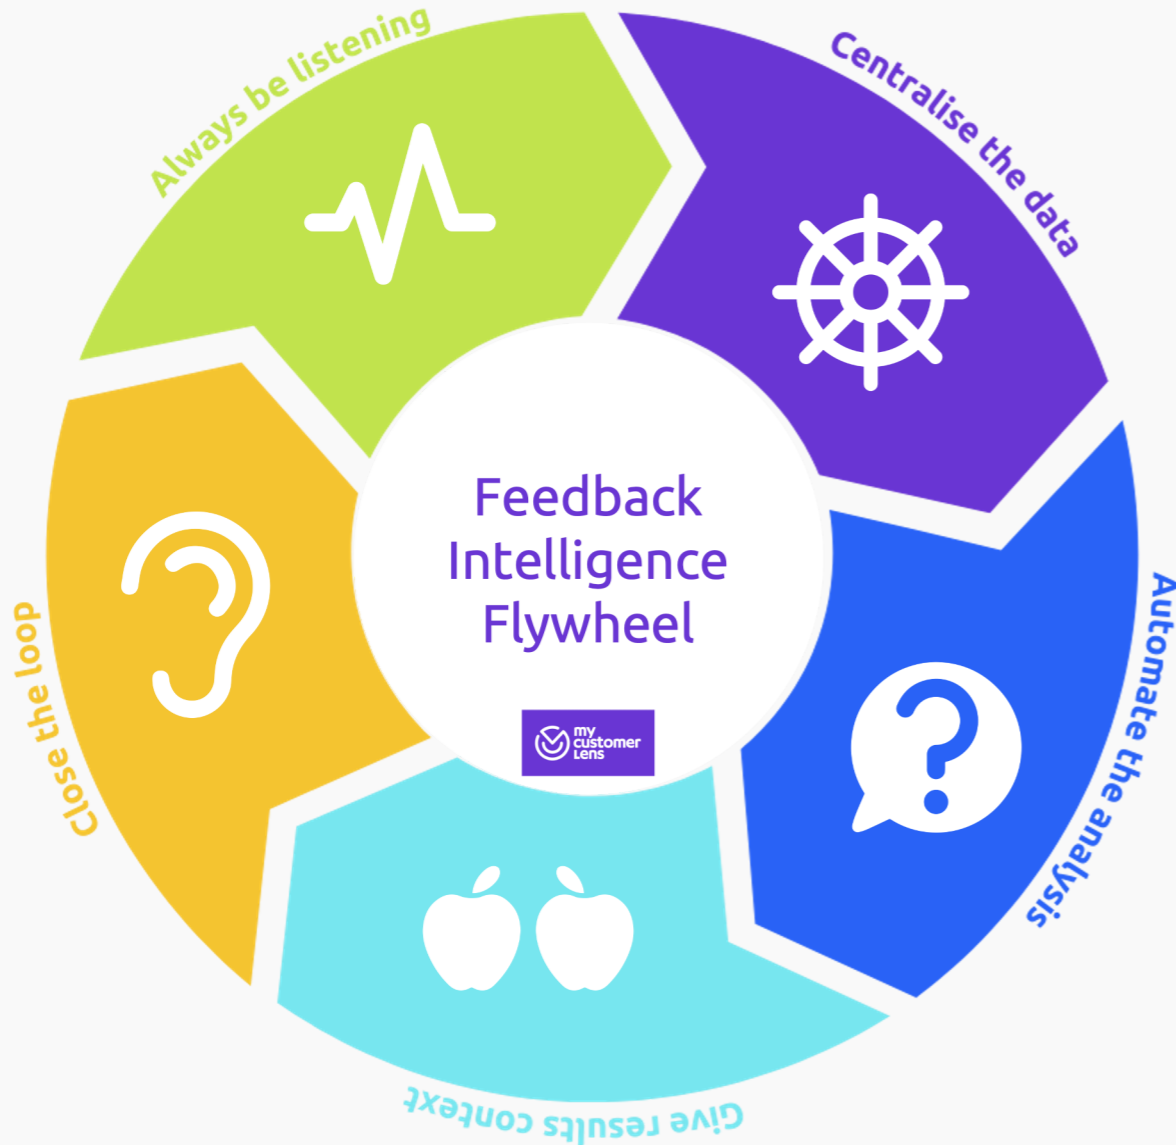 Always be listening
Centralise the data
Automate the analysis
Give results context
Close the loop
Feedback
Intelligence
Flywheel
my
customer
Lens
?